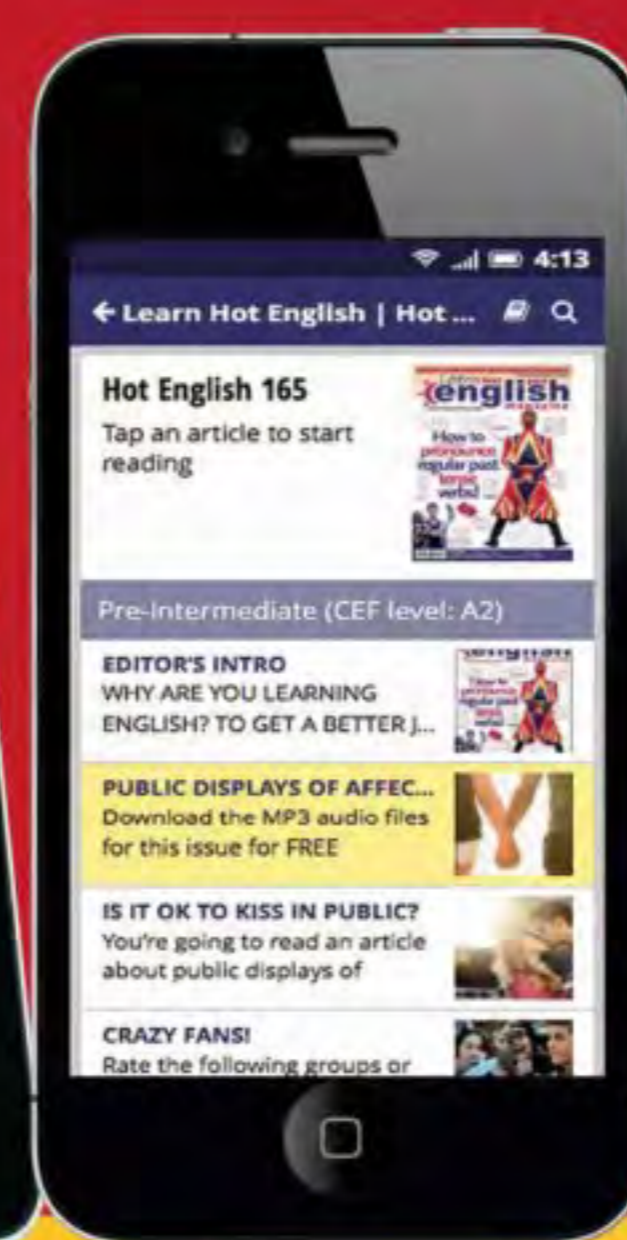 4:13
← Learn Hot English | Hot ...
Hot English 165
Tap an article to start
reading
english
magazine
How to
pronounce
regular past
tense
verbs!
Pre-Intermediate (CEF level: A2)
EDITOR'S INTRO
WHY ARE YOU LEARNING
ENGLISH? TO GET A BETTER J...
PUBLIC DISPLAYS OF AFFEC...
Download the MP3 audio files
for this issue for FREE
IS IT OK TO KISS IN PUBLIC?
You're going to read an article
about public displays of
CRAZY FANS!
Rate the following groups or